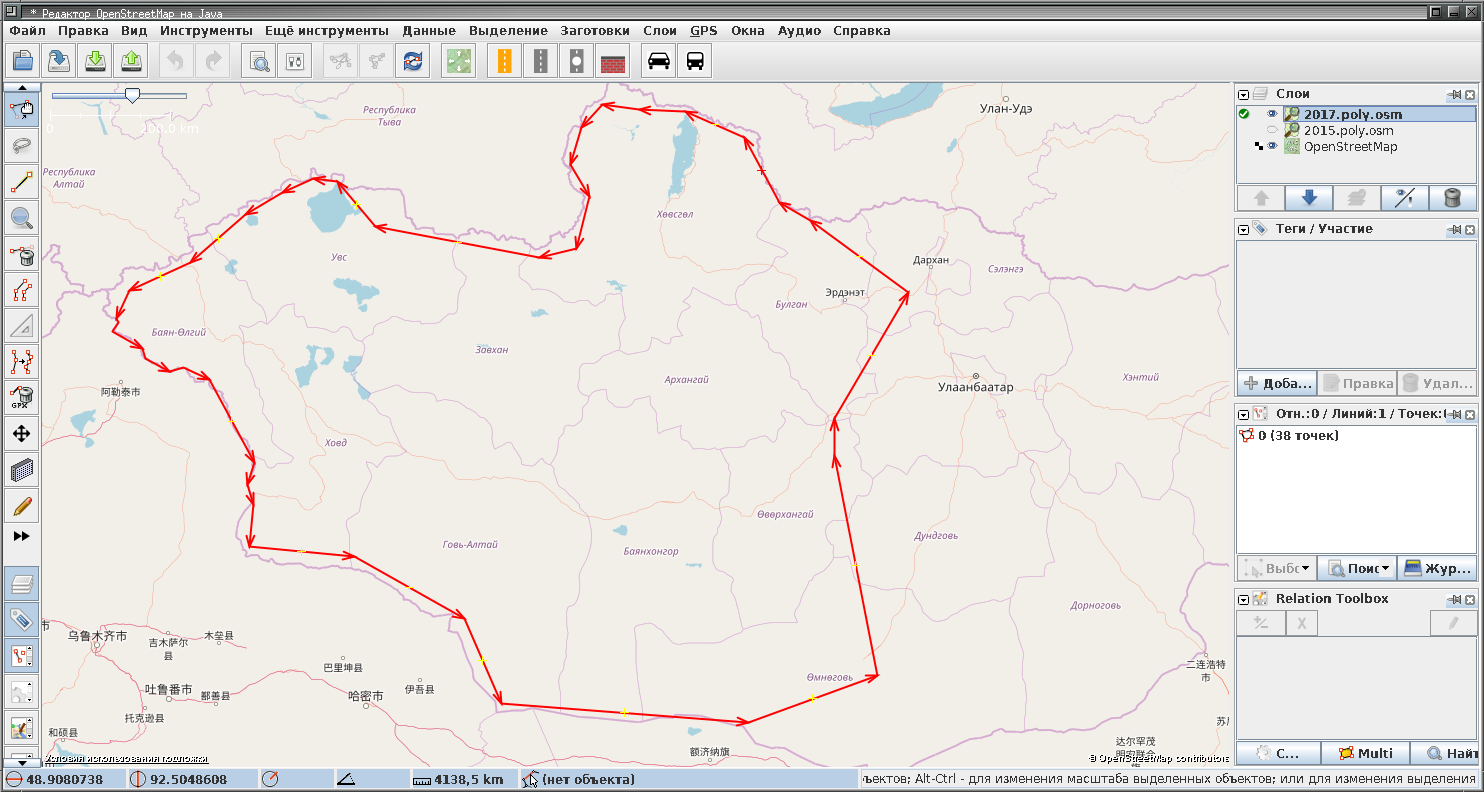 * Редактор OpenStreetMap на Java
Файл Правка Вид Инструменты Ещё инструменты Данные Выделение Заготовки Слои GPS Окна Аудио Справка
0 200.0 km
Республика Тыва
Улан-Удэ
Республика Алтай
Хөвсгөл
Увс
Дархан
Сэлэнгэ
Эрдэнэт
Булган
Баян-Өлгий
Завхан
Архангай
Хэнтий
Улаанбаатар
阿勒泰市
Ховд
Өвөрхангай
Говь-Алтай
Баянхонгор
Дундговь
Дорноговь
乌鲁木齐市
吉木萨尔县
木垒县
巴里坤县
二连浩特市
吐鲁番市
鄯善县
哈密市
伊吾县
Өмнөговь
托克逊县
和硕县
额济纳旗
达尔罕茂
明安联合
Условия использования подложки
© OpenStreetMap contributors
Слои
2017.poly.osm
2015.poly.osm
OpenStreetMap
Теги / Участие
Доба... Правка Удал...
Отн.:0 / Линий:1 / Точек:
0 (38 точек)
Выбс Поис Жур...
Relation Toolbox
С... Multi Найт
GPX
48.9080738 92.5048608 4138,5 km (нет объекта) ъектов; Alt-Ctrl - для изменения масштаба выделенных объектов; или для изменения выделения